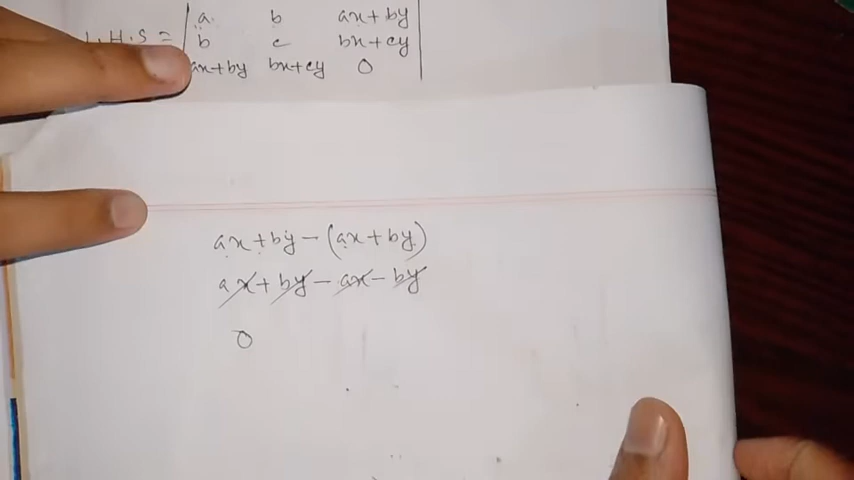 L.H.S = | a b ax+by |
| b c bx+cy |
| ax+by bx+cy 0 |
ax+by-(ax+by)
ax+by-ax-by
0